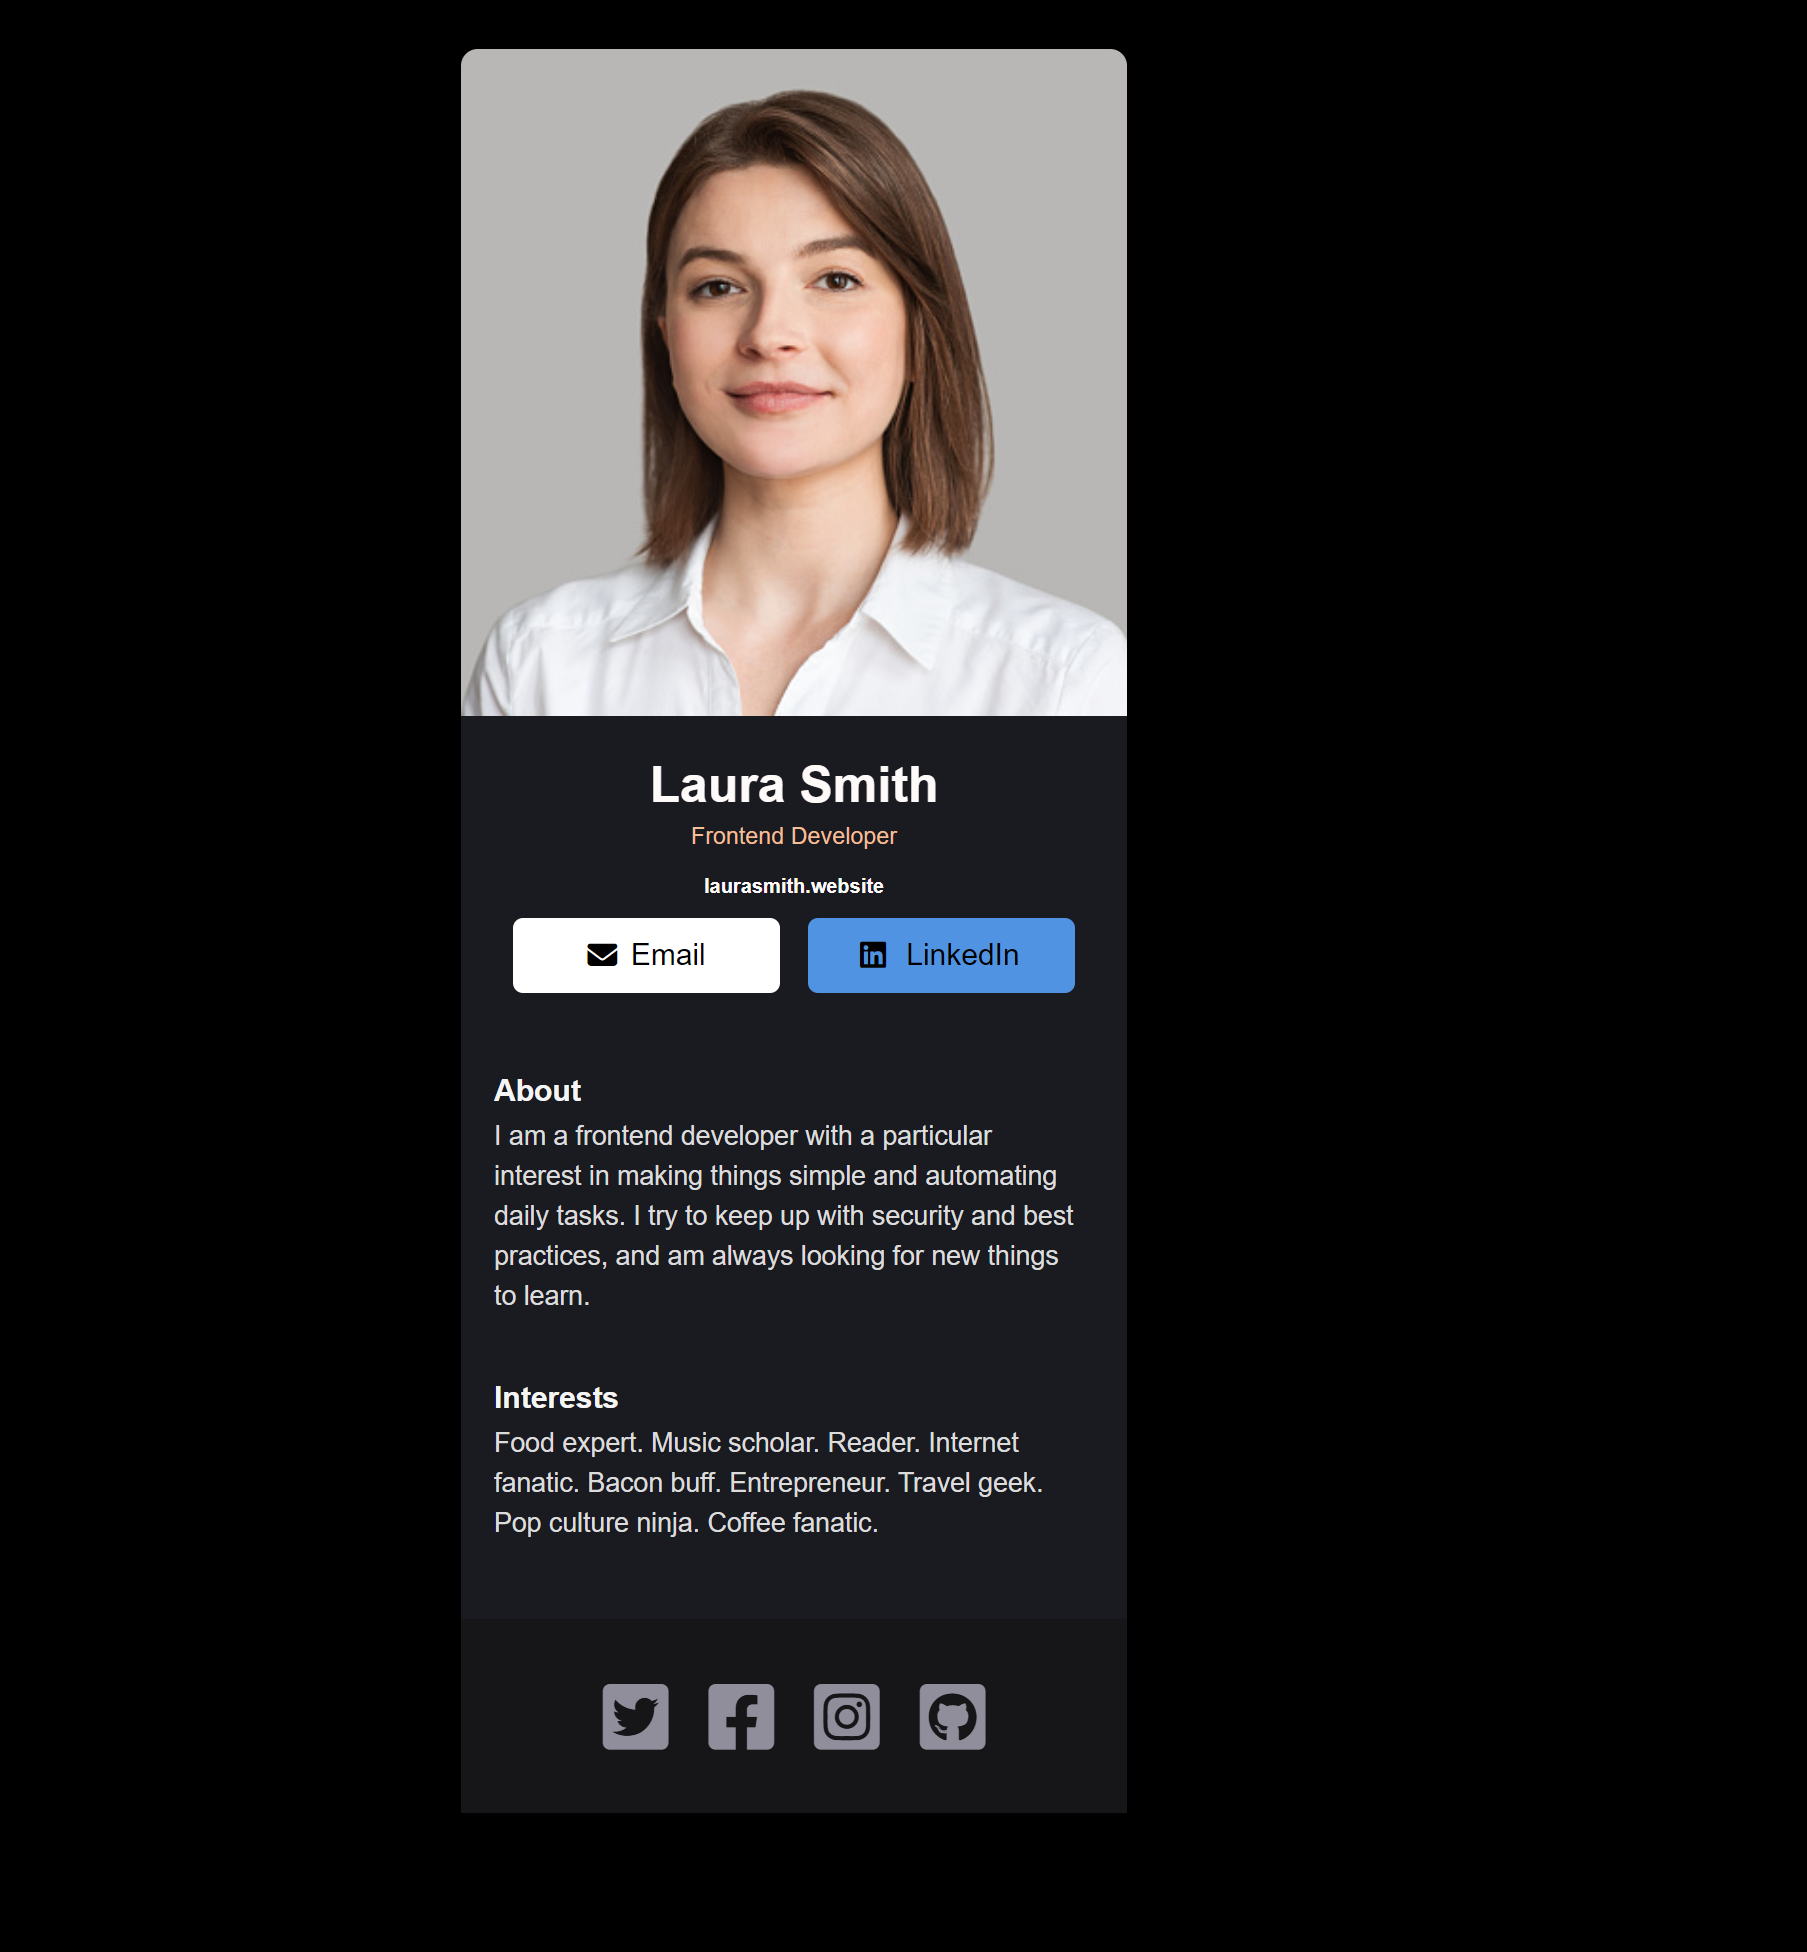 Laura Smith
Frontend Developer
laurasmith.website
Email
LinkedIn
About
I am a frontend developer with a particular
interest in making things simple and automating
daily tasks. I try to keep up with security and best
practices, and am always looking for new things
to learn.
Interests
Food expert. Music scholar. Reader. Internet
fanatic. Bacon buff. Entrepreneur. Travel geek.
Pop culture ninja. Coffee fanatic.